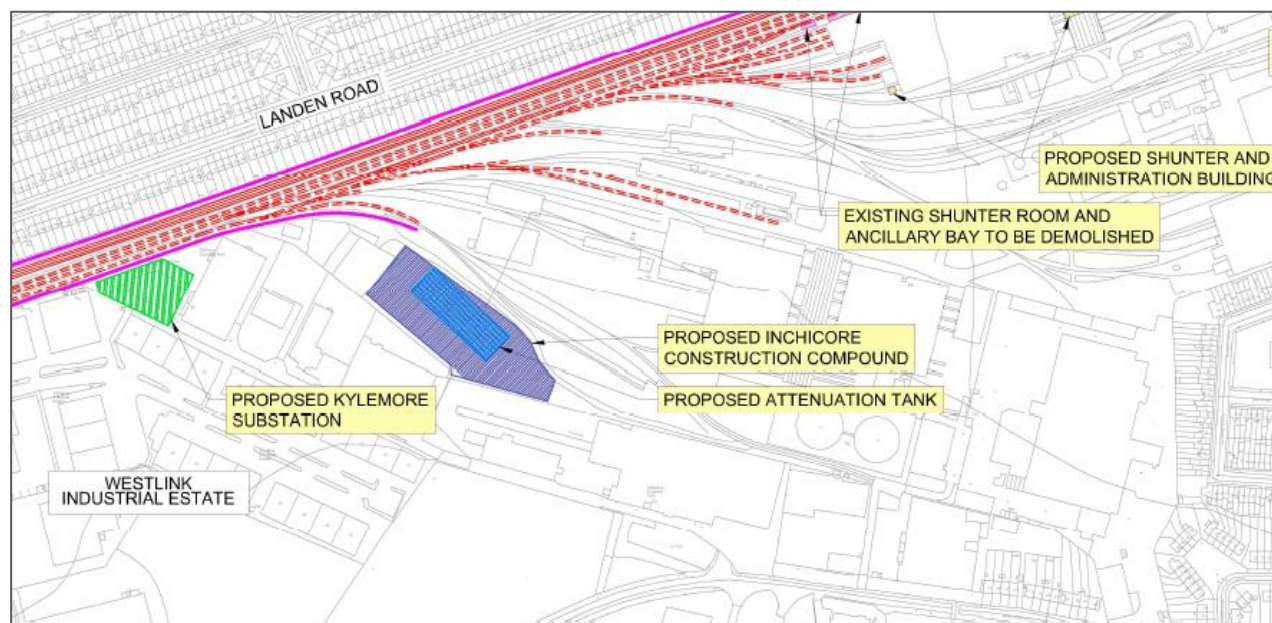 LANDEN ROAD
PROPOSED SHUNTER AND
ADMINISTRATION BUILDING
EXISTING SHUNTER ROOM AND
ANCILLARY BAY TO BE DEMOLISHED
PROPOSED INCHICORE
CONSTRUCTION COMPOUND
PROPOSED ATTENUATION TANK
PROPOSED KYLEMORE
SUBSTATION
WESTLINK
INDUSTRIAL ESTATE